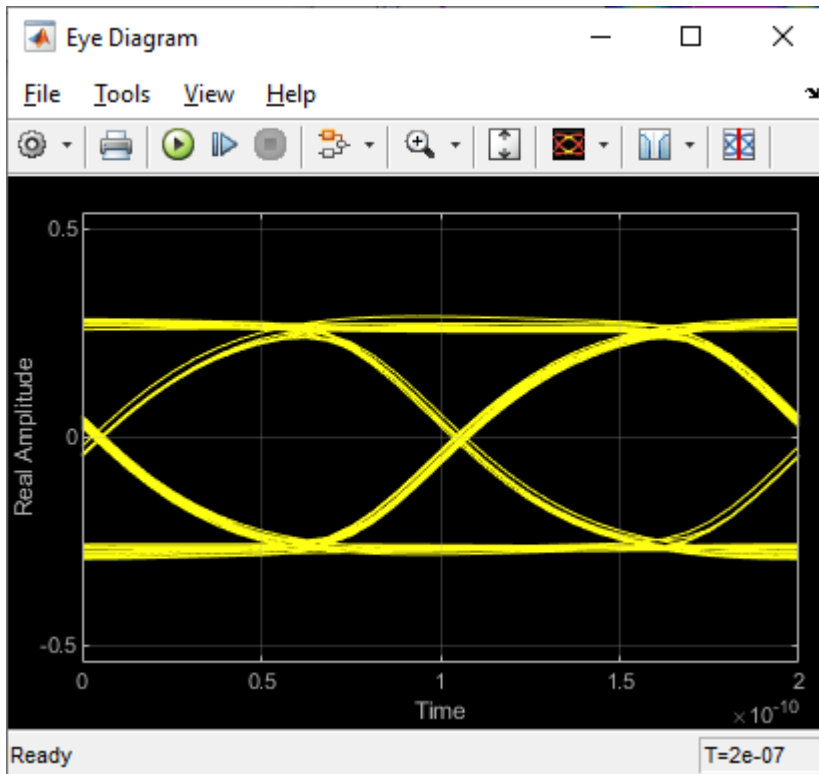 Eye Diagram
File Tools View Help
0.5
0
-0.5
Real Amplitude
0 0.5 1 1.5 2
Time
×10⁻¹⁰
Ready T=2e-07